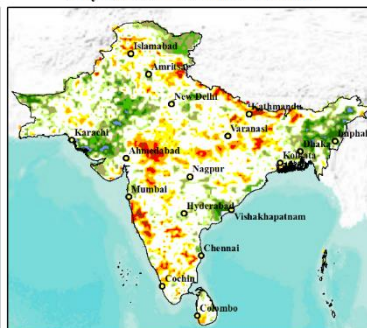 Islamabad
Amritsar
New Delhi
Kathmandu
Varanasi
Karachi
Ahmedabad
Dhaka
Imphal
Kolkata
Nagpur
Mumbai
Hyderabad
Vishakhapatnam
Chennai
Cochin
Colombo